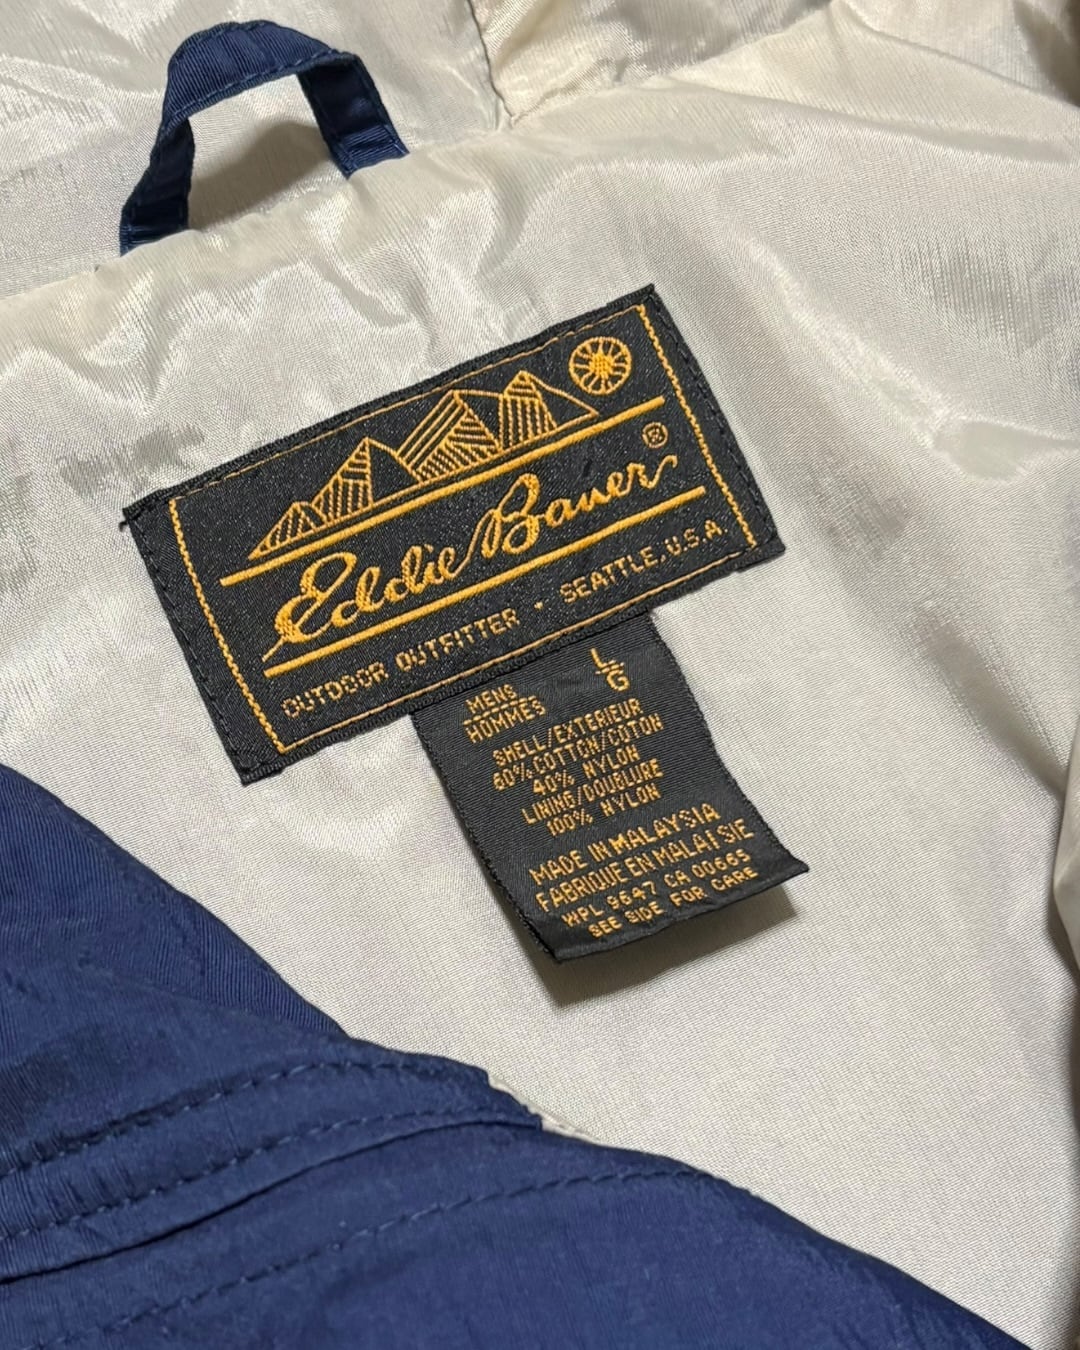 Eddie Bauer®
OUTDOOR OUTFITTER · SEATTLE, U.S.A.
MENS
HOMMES
L
G
SHELL/EXTERIEUR
60% COTTON/COTON
40% NYLON
LINING/DOUBLURE
100% NYLON
MADE IN MALAYSIA
FABRIQUE EN MALAISIE
WPL 9647 CA 00665
SEE SIDE FOR CARE